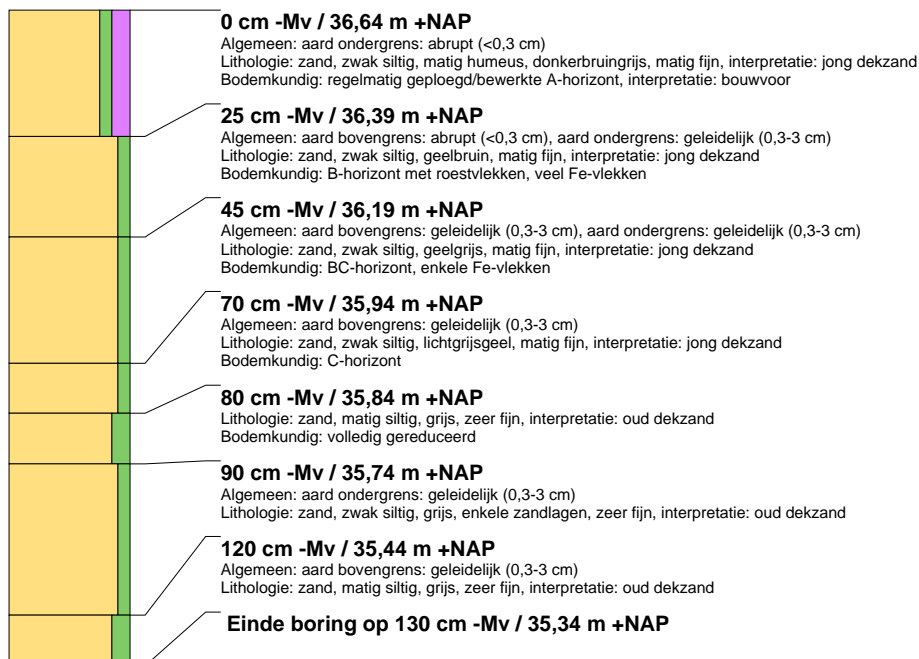 0 cm -Mv / 36,64 m +NAP
Algemeen: aard ondergrens: abrupt (<0,3 cm)
Lithologie: zand, zwak siltig, matig humeus, donkerbruingrijs, matig fijn, interpretatie: jong dekzand
Bodemkundig: regelmatig geploegd/bewerkte A-horizont, interpretatie: bouwvoor
25 cm -Mv / 36,39 m +NAP
Algemeen: aard bovengrens: abrupt (<0,3 cm), aard ondergrens: geleidelijk (0,3-3 cm)
Lithologie: zand, zwak siltig, geelbruin, matig fijn, interpretatie: jong dekzand
Bodemkundig: B-horizont met roestvlekken, veel Fe-vlekken
45 cm -Mv / 36,19 m +NAP
Algemeen: aard bovengrens: geleidelijk (0,3-3 cm), aard ondergrens: geleidelijk (0,3-3 cm)
Lithologie: zand, zwak siltig, geelgrijs, matig fijn, interpretatie: jong dekzand
Bodemkundig: BC-horizont, enkele Fe-vlekken
70 cm -Mv / 35,94 m +NAP
Algemeen: aard bovengrens: geleidelijk (0,3-3 cm)
Lithologie: zand, zwak siltig, lichtgrijsgeel, matig fijn, interpretatie: jong dekzand
Bodemkundig: C-horizont
80 cm -Mv / 35,84 m +NAP
Lithologie: zand, matig siltig, grijs, zeer fijn, interpretatie: oud dekzand
Bodemkundig: volledig gereduceerd
90 cm -Mv / 35,74 m +NAP
Algemeen: aard ondergrens: geleidelijk (0,3-3 cm)
Lithologie: zand, zwak siltig, grijs, enkele zandlagen, zeer fijn, interpretatie: oud dekzand
120 cm -Mv / 35,44 m +NAP
Algemeen: aard bovengrens: geleidelijk (0,3-3 cm)
Lithologie: zand, matig siltig, grijs, zeer fijn, interpretatie: oud dekzand
Einde boring op 130 cm -Mv / 35,34 m +NAP